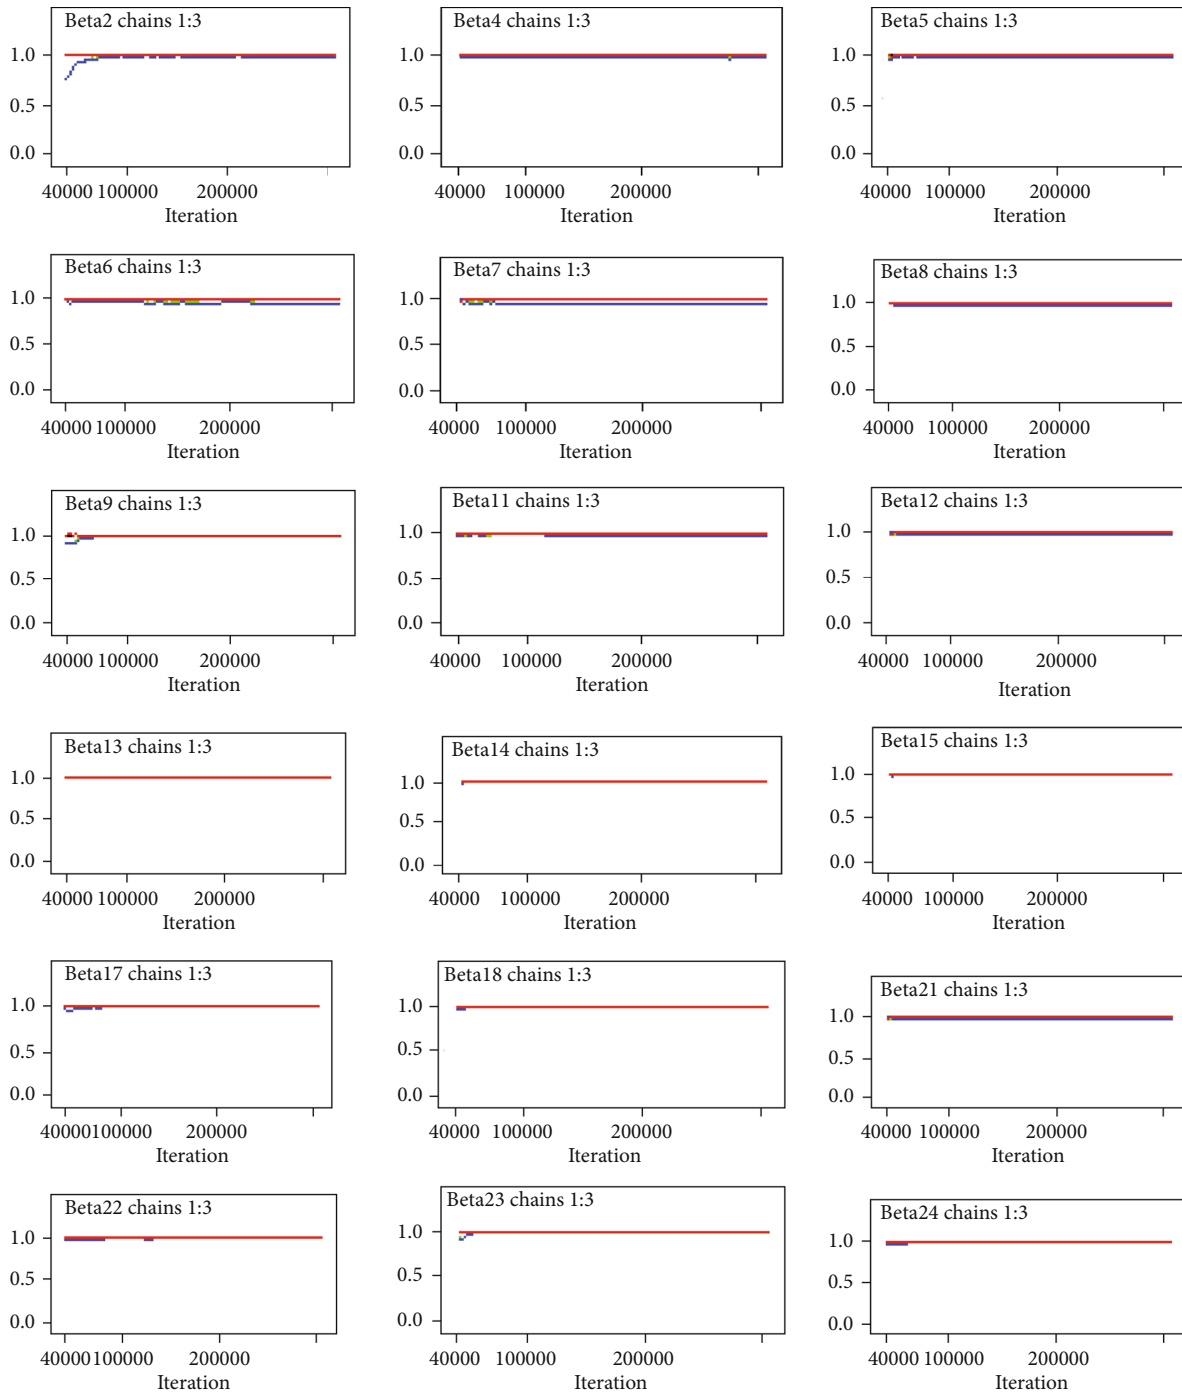 Beta2 chains 1:3
1.0
0.5
0.0
40000 100000 200000
Iteration
Beta4 chains 1:3
1.0
0.5
0.0
40000 100000 200000
Iteration
Beta5 chains 1:3
1.0
0.5
0.0
40000 100000 200000
Iteration
Beta6 chains 1:3
1.0
0.5
0.0
40000 100000 200000
Iteration
Beta7 chains 1:3
1.0
0.5
0.0
40000 100000 200000
Iteration
Beta8 chains 1:3
1.0
0.5
0.0
40000 100000 200000
Iteration
Beta9 chains 1:3
1.0
0.5
0.0
40000 100000 200000
Iteration
Beta11 chains 1:3
1.0
0.5
0.0
40000 100000 200000
Iteration
Beta12 chains 1:3
1.0
0.5
0.0
40000 100000 200000
Iteration
Beta13 chains 1:3
1.0
0.5
0.0
40000 100000 200000
Iteration
Beta14 chains 1:3
1.0
0.5
0.0
40000 100000 200000
Iteration
Beta15 chains 1:3
1.0
0.5
0.0
40000 100000 200000
Iteration
Beta17 chains 1:3
1.0
0.5
0.0
40000 100000 200000
Iteration
Beta18 chains 1:3
1.0
0.5
0.0
40000 100000 200000
Iteration
Beta21 chains 1:3
1.0
0.5
0.0
40000 100000 200000
Iteration
Beta22 chains 1:3
1.0
0.5
0.0
40000 100000 200000
Iteration
Beta23 chains 1:3
1.0
0.5
0.0
40000 100000 200000
Iteration
Beta24 chains 1:3
1.0
0.5
0.0
40000 100000 200000
Iteration